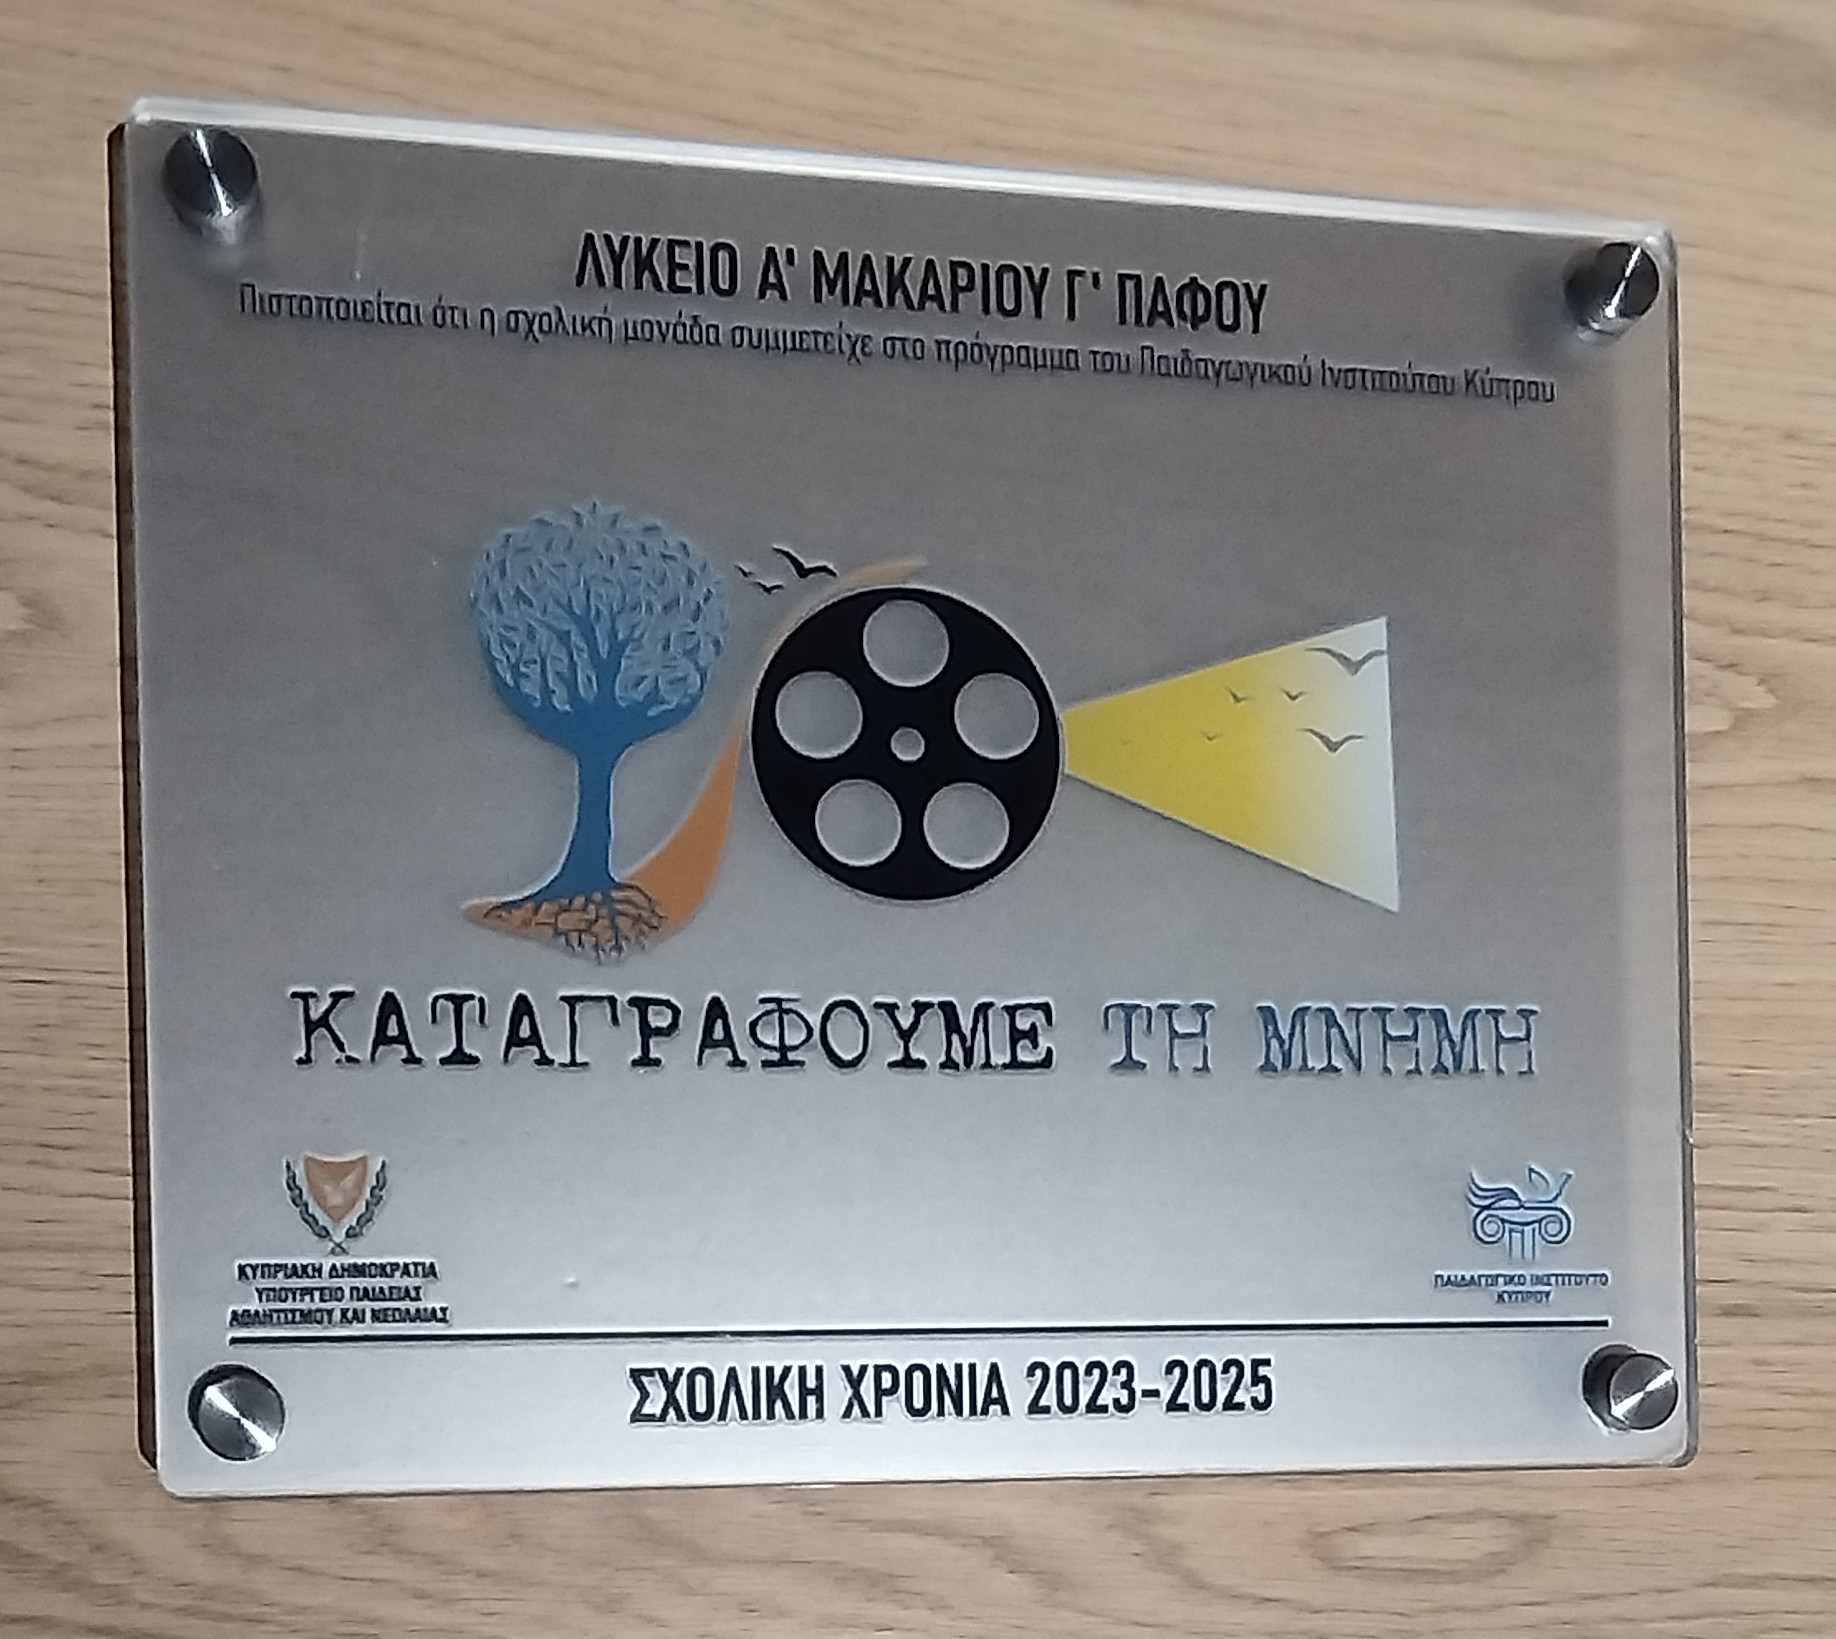 ΛΥΚΕΙΟ Α' ΜΑΚΑΡΙΟΥ Γ' ΠΑΦΟΥ
Πιστοποιείται ότι η σχολική μονάδα συμμετείχε στο πρόγραμμα του Παιδαγωγικού Ινστιτούτου Κύπρου
ΚΑΤΑΓΡΑΦΟΥΜΕ ΤΗ ΜΝΗΜΗ
ΚΥΠΡΙΑΚΗ ΔΗΜΟΚΡΑΤΙΑ
ΥΠΟΥΡΓΕΙΟ ΠΑΙΔΕΙΑΣ
ΑΘΛΗΤΙΣΜΟΥ ΚΑΙ ΝΕΟΛΑΙΑΣ
ΠΑΙΔΑΓΩΓΙΚΟ ΙΝΣΤΙΤΟΥΤΟ
ΚΥΠΡΟΥ
ΣΧΟΛΙΚΗ ΧΡΟΝΙΑ 2023-2025